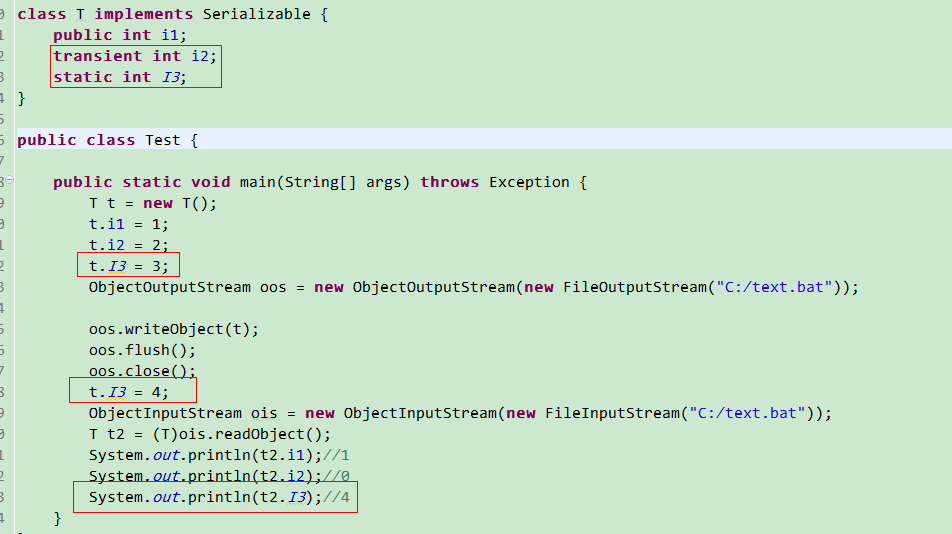 class T implements Serializable {
    public int i1;
    transient int i2;
    static int I3;
}
public class Test {
    public static void main(String[] args) throws Exception {
        T t = new T();
        t.i1 = 1;
        t.i2 = 2;
        t.I3 = 3;
        ObjectOutputStream oos = new ObjectOutputStream(new FileOutputStream("C:/text.bat"));
        oos.writeObject(t);
        oos.flush();
        oos.close();
        t.I3 = 4;
        ObjectInputStream ois = new ObjectInputStream(new FileInputStream("C:/text.bat"));
        T t2 = (T)ois.readObject();
        System.out.println(t2.i1);//1
        System.out.println(t2.i2);//0
        System.out.println(t2.I3);//4
    }